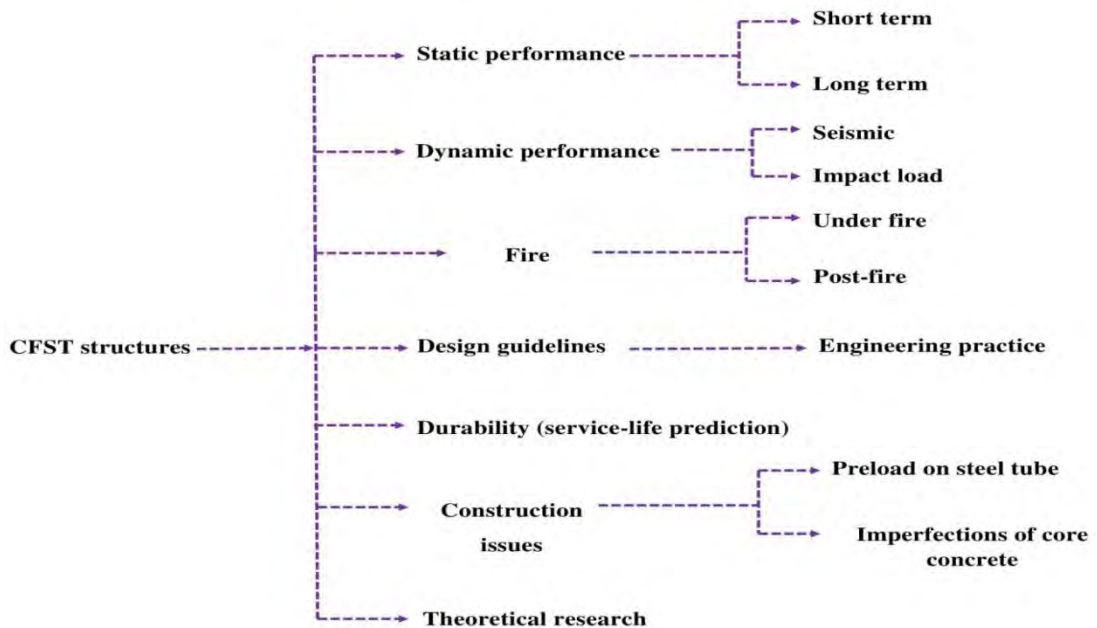 Short term
Static performance
Long term
Seismic
Dynamic performance
Impact load
Under fire
Fire
Post-fire
CFST structures
Design guidelines
Engineering practice
Durability (service-life prediction)
Preload on steel tube
Construction
issues
Imperfections of core
concrete
Theoretical research